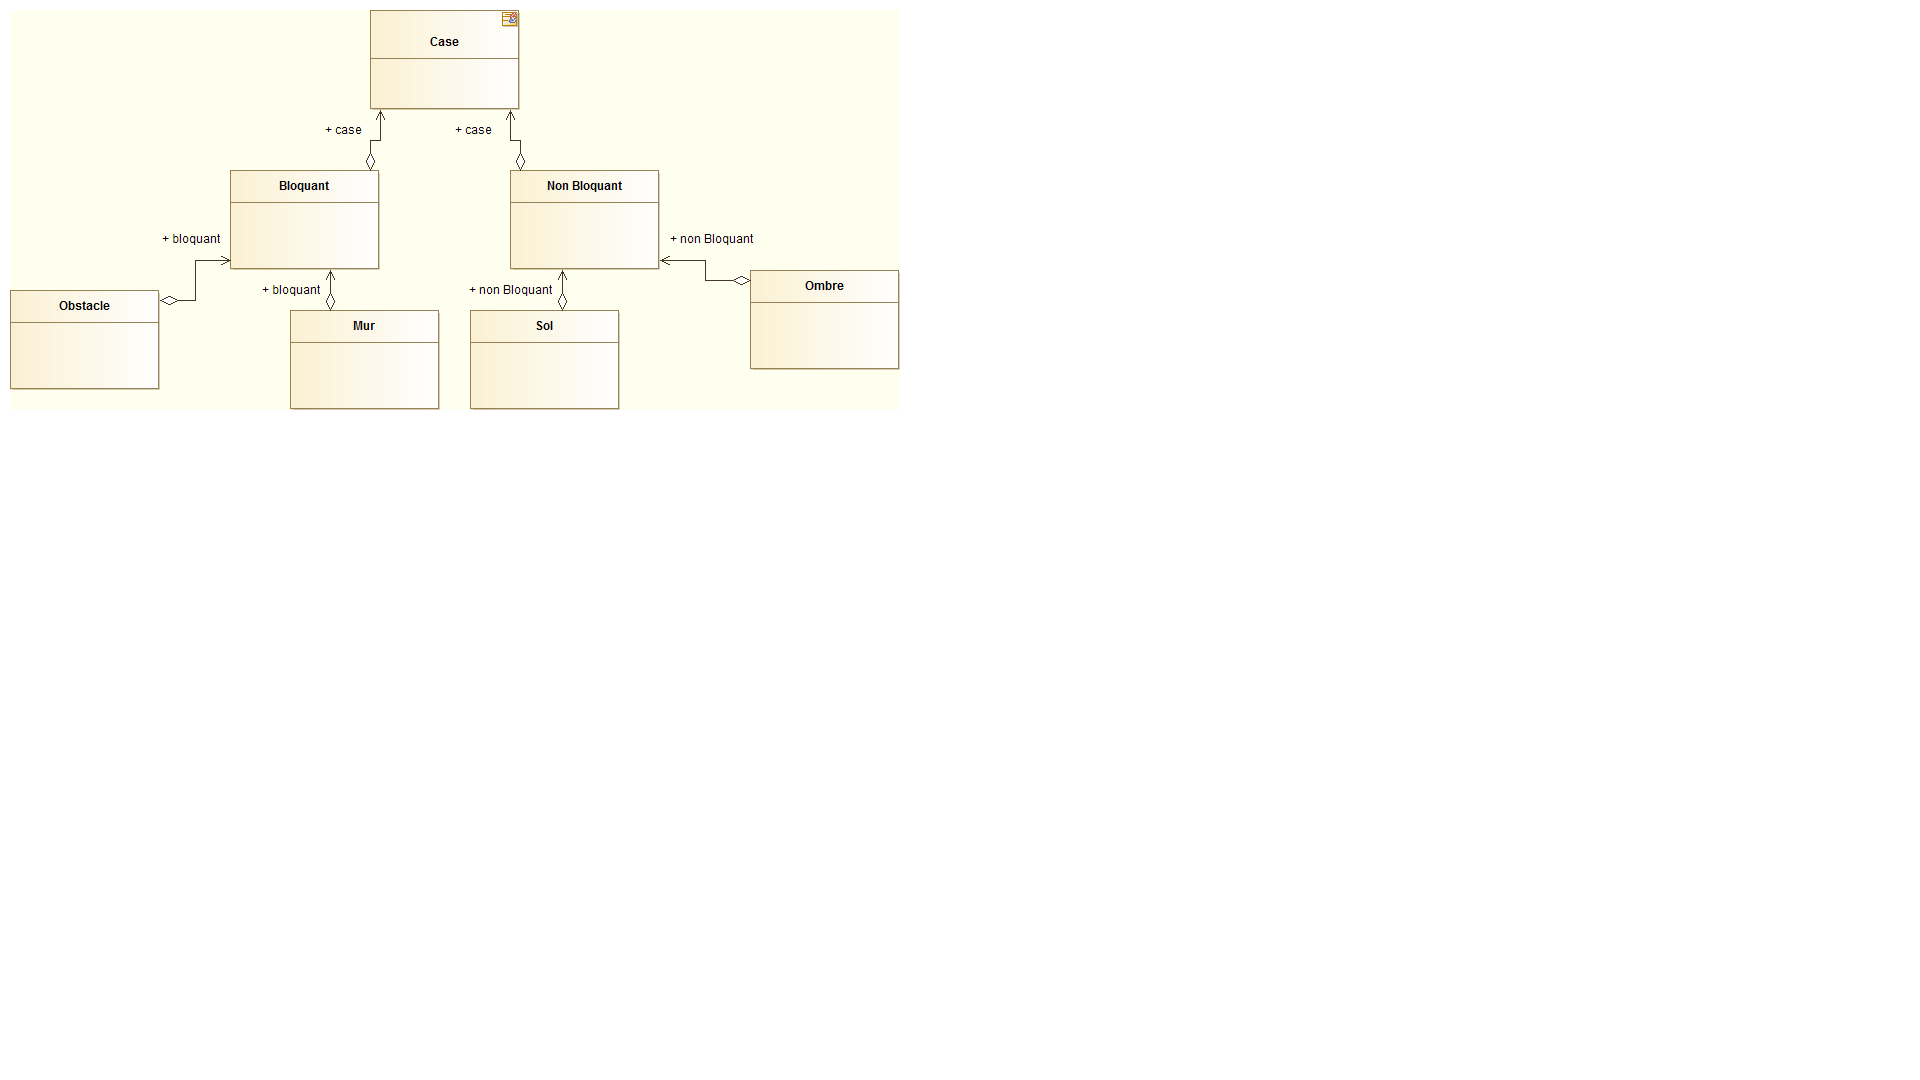 Case
+ case
+ case
Bloquant
Non Bloquant
+ bloquant
+ non Bloquant
Obstacle
+ bloquant
+ non Bloquant
Ombre
Mur
Sol